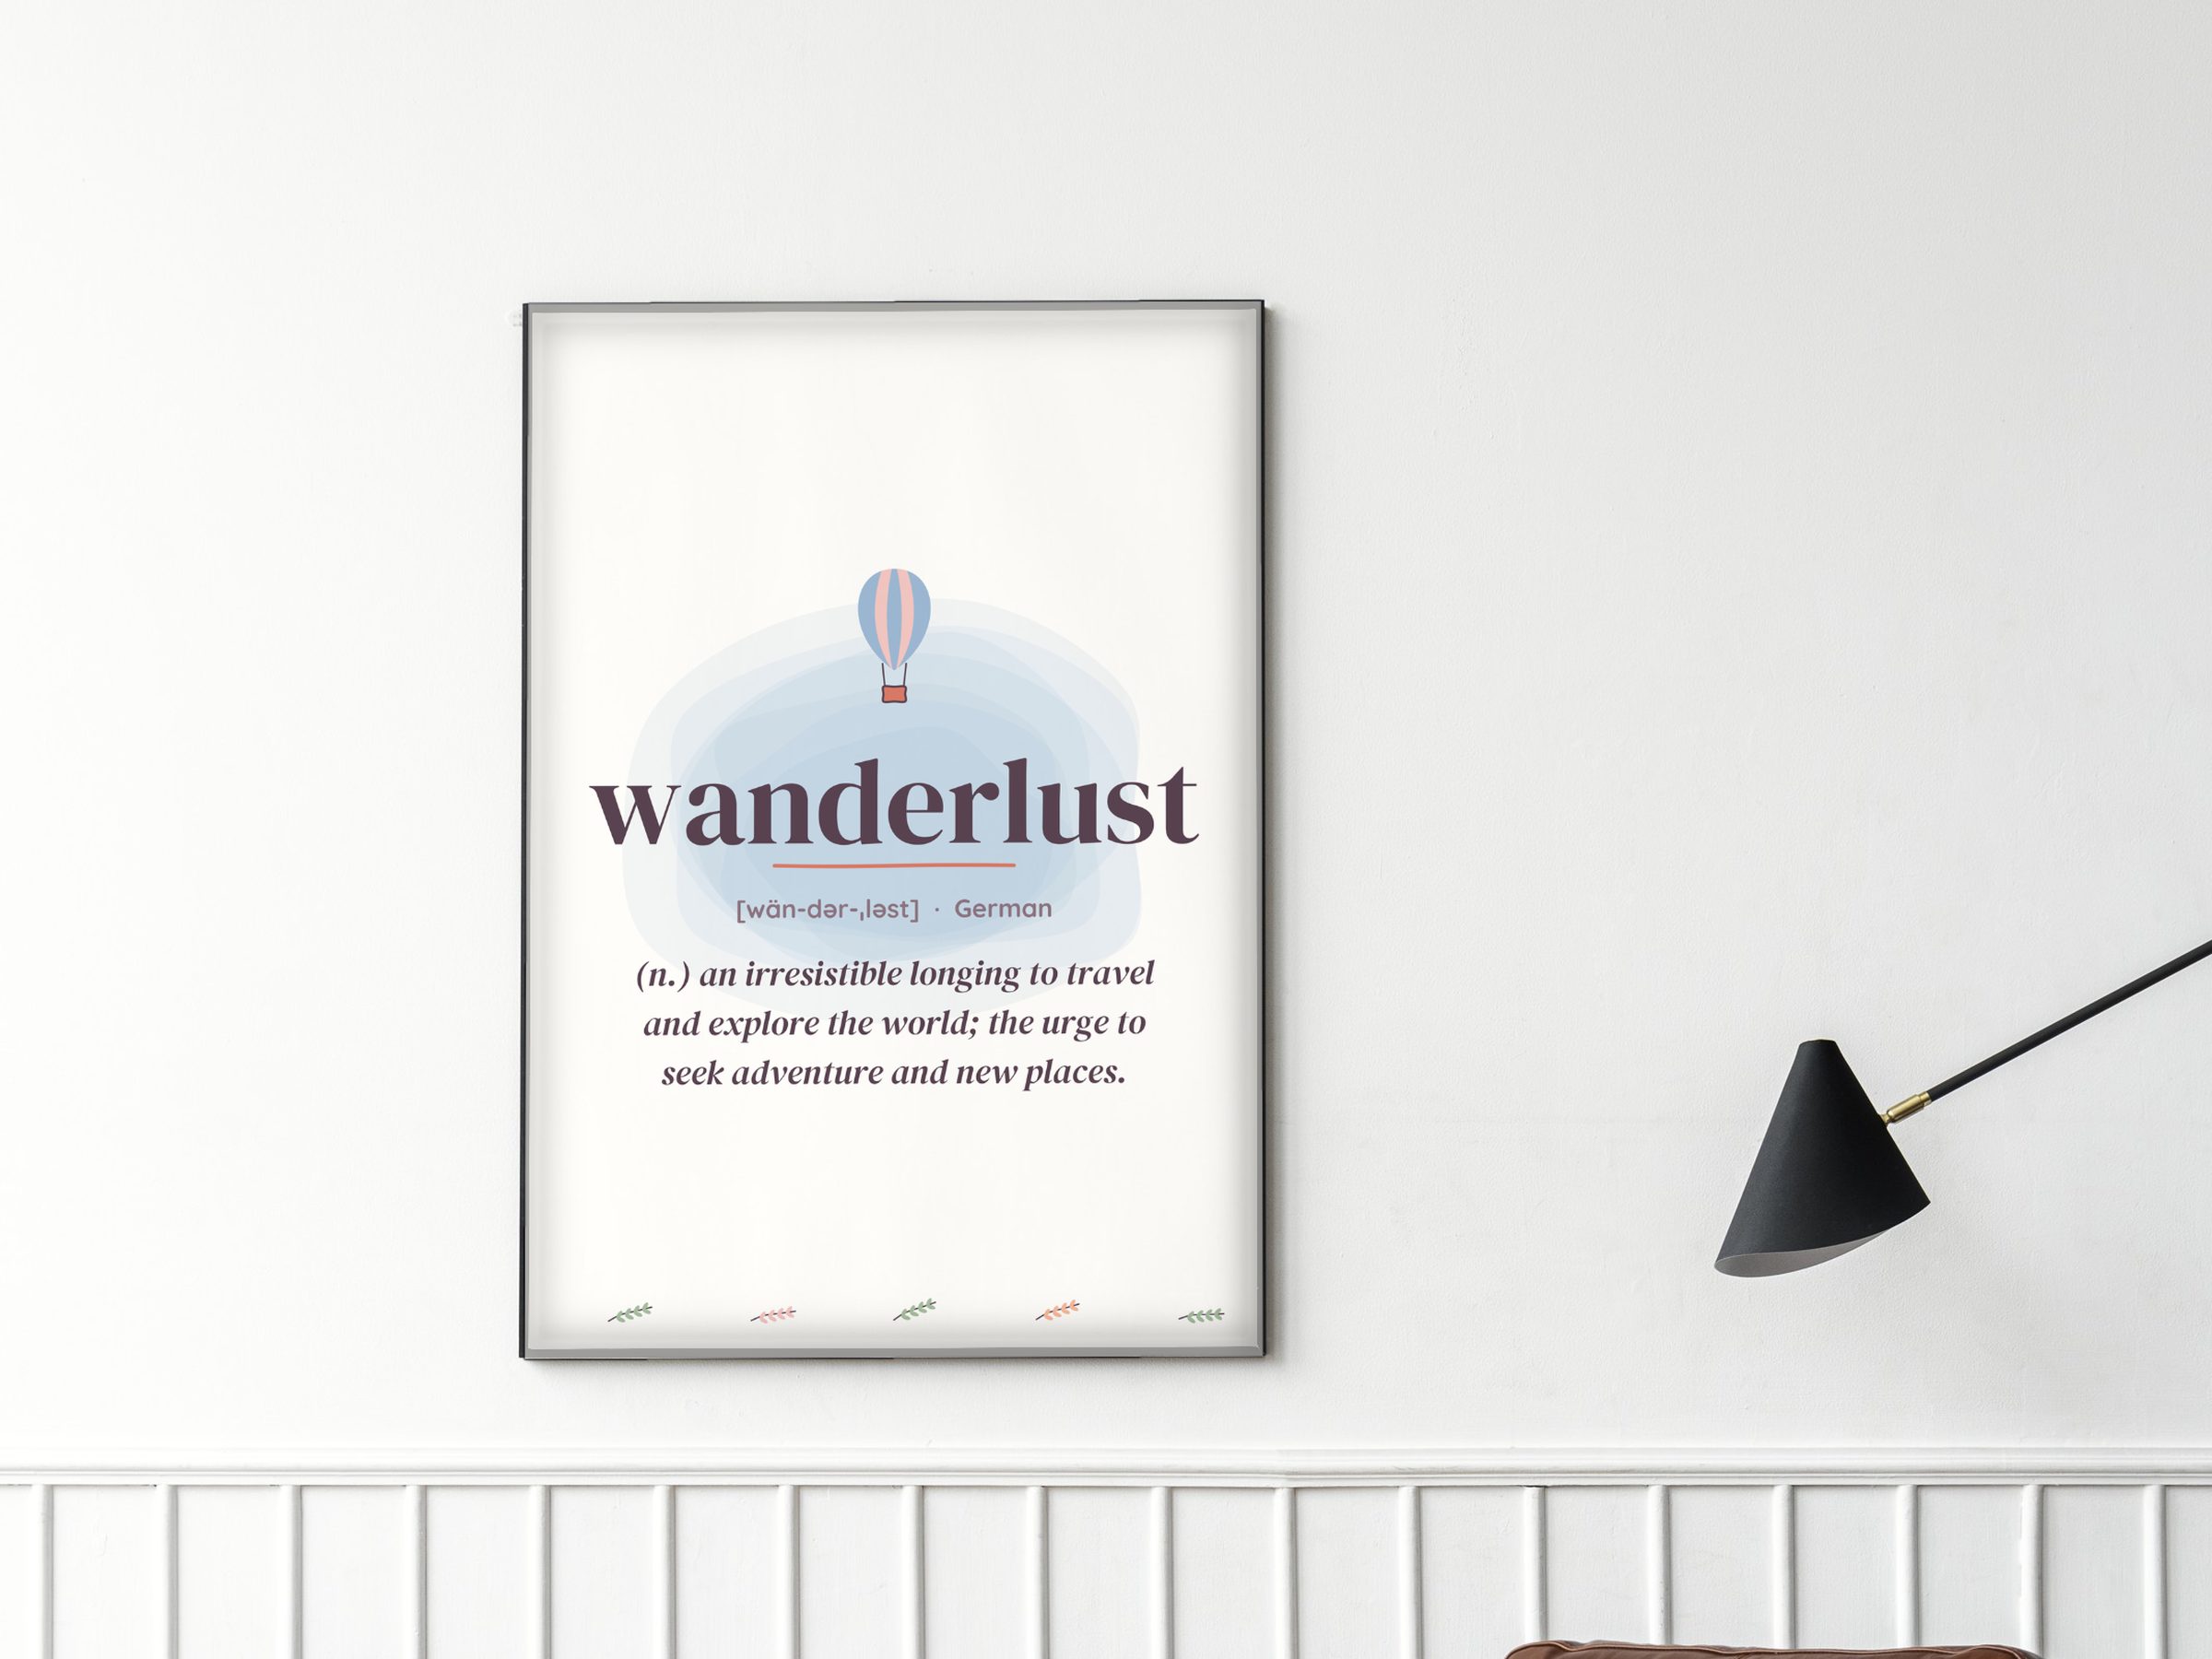 wanderlust
[wän-dər-ˌləst] · German
(n.) an irresistible longing to travel
and explore the world; the urge to
seek adventure and new places.